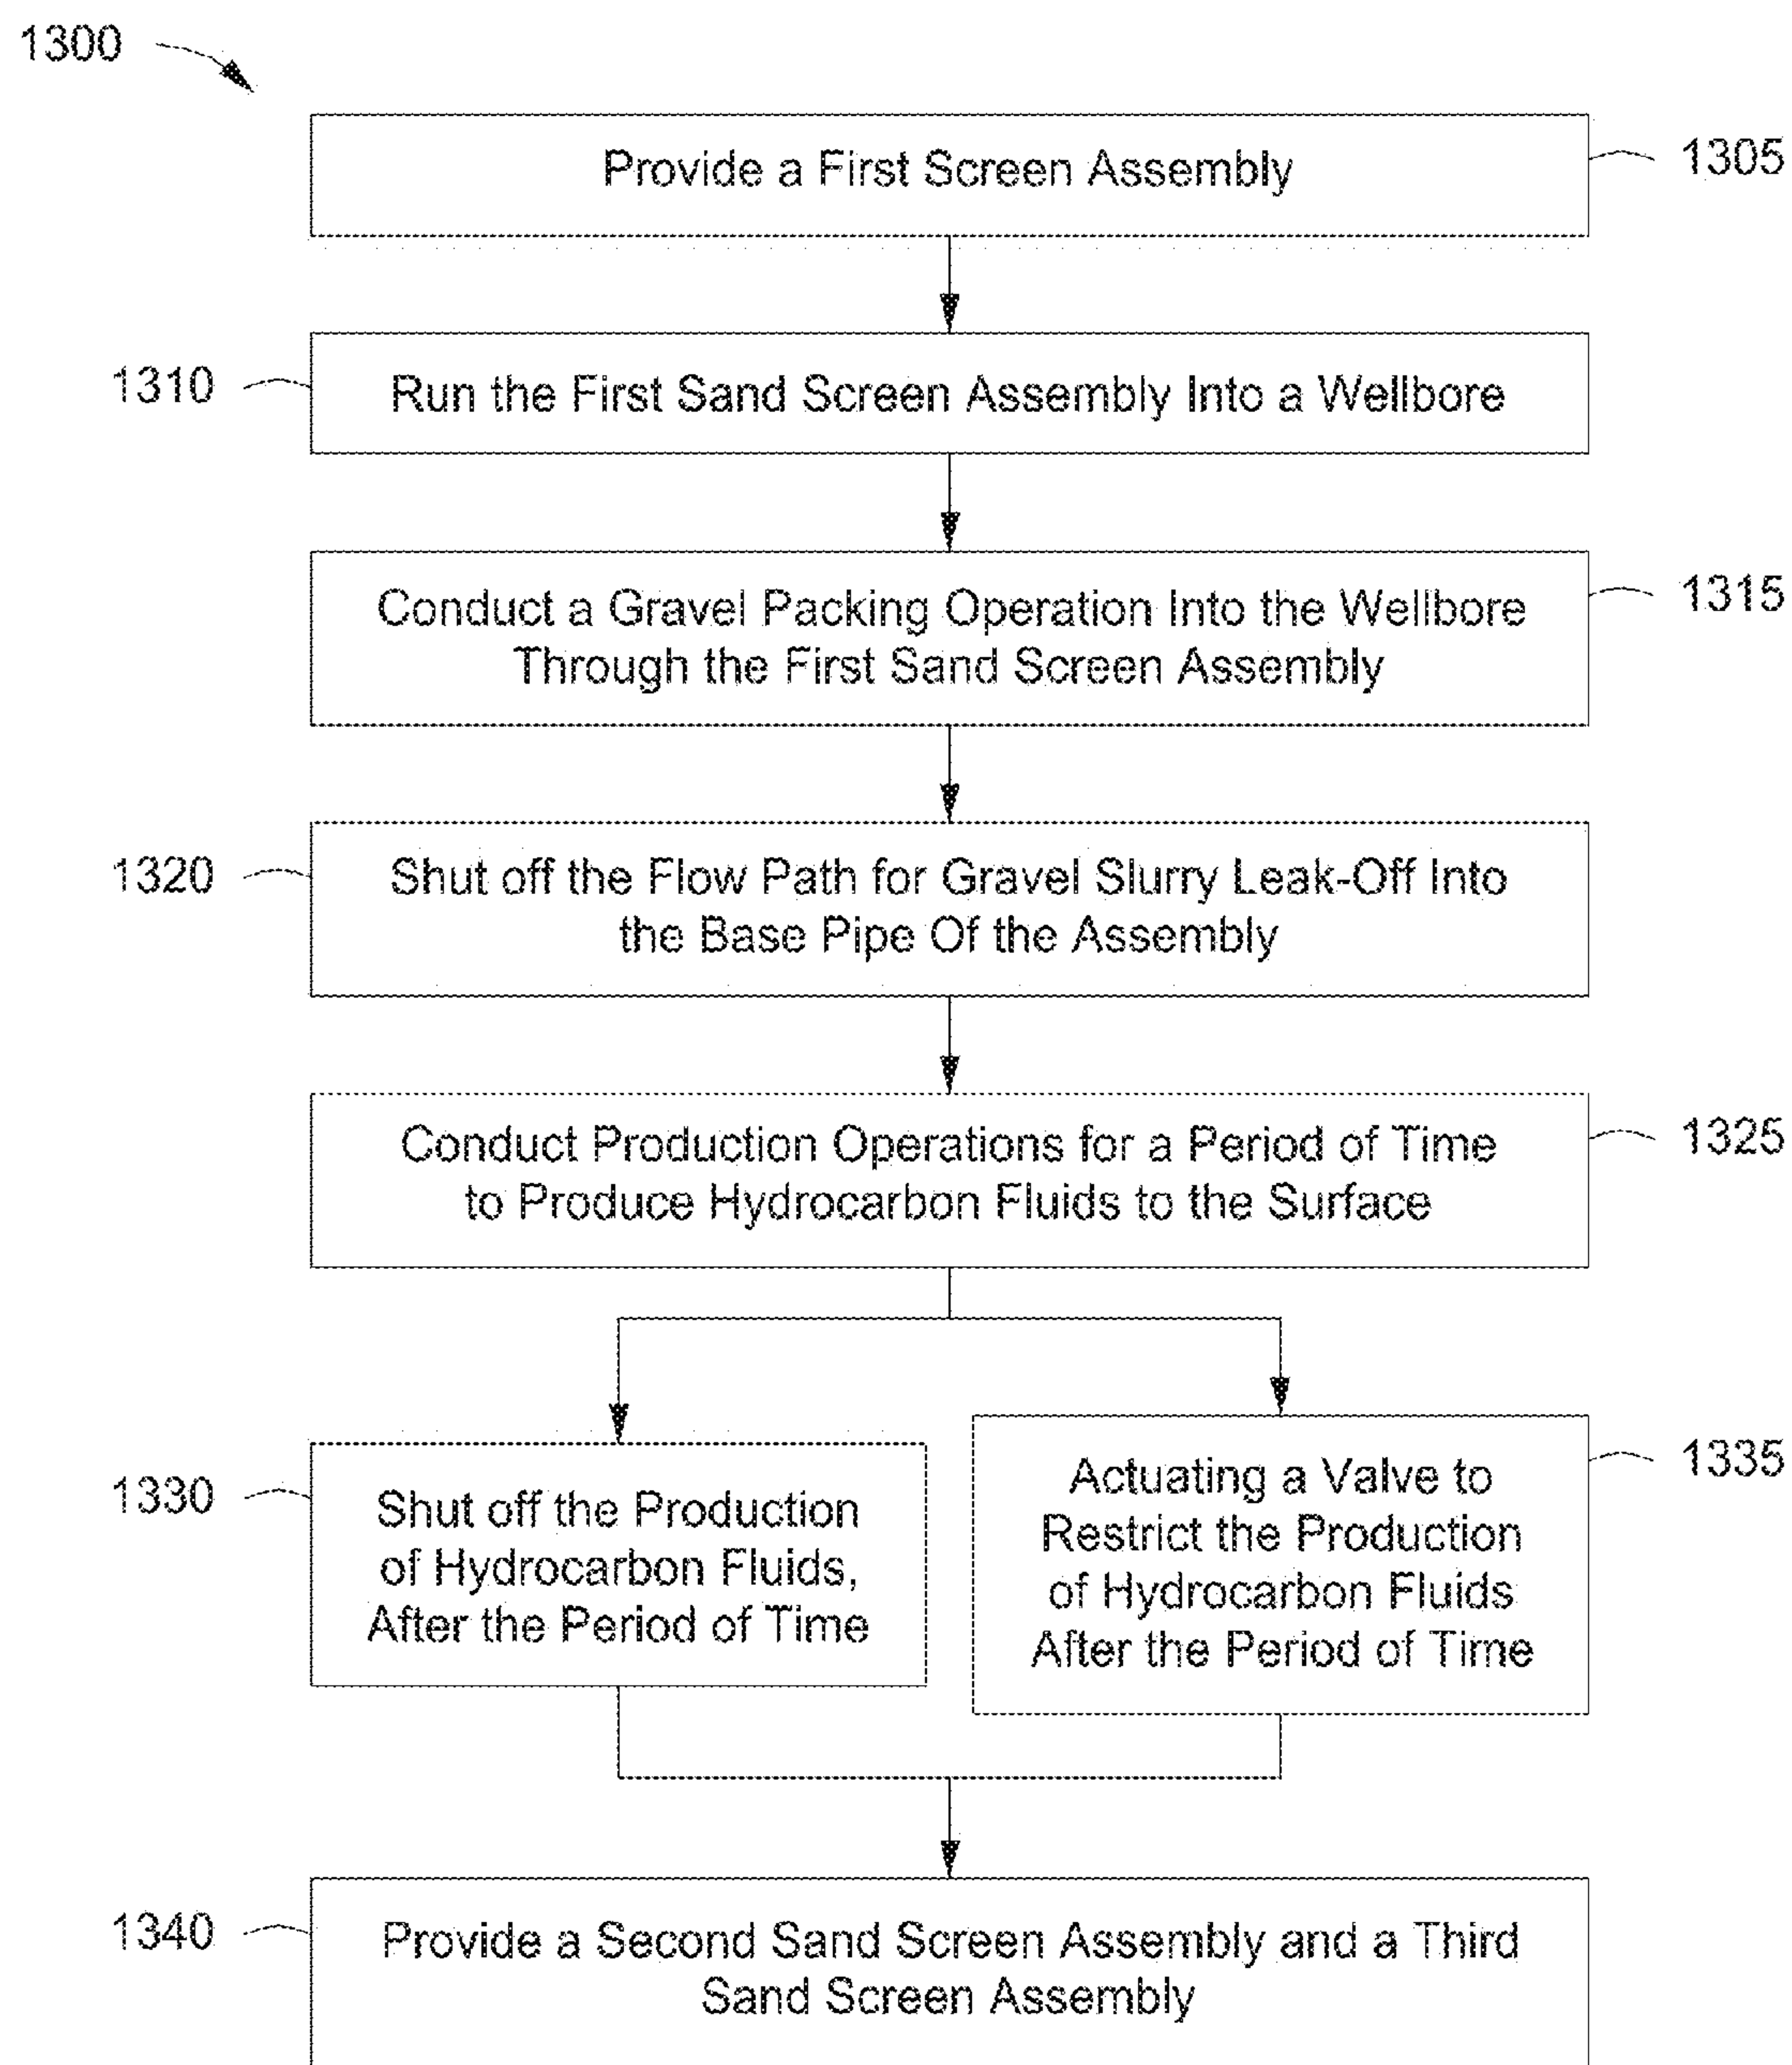 1300
Provide a First Screen Assembly
1305
1310
Run the First Sand Screen Assembly Into a Wellbore
Conduct a Gravel Packing Operation Into the Wellbore
Through the First Sand Screen Assembly
1315
1320
Shut off the Flow Path for Gravel Slurry Leak-Off Into
the Base Pipe Of the Assembly
Conduct Production Operations for a Period of Time
to Produce Hydrocarbon Fluids to the Surface
1325
1330
Shut off the Production
of Hydrocarbon Fluids,
After the Period of Time
Actuating a Valve to
Restrict the Production
of Hydrocarbon Fluids
After the Period of Time
1335
1340
Provide a Second Sand Screen Assembly and a Third
Sand Screen Assembly